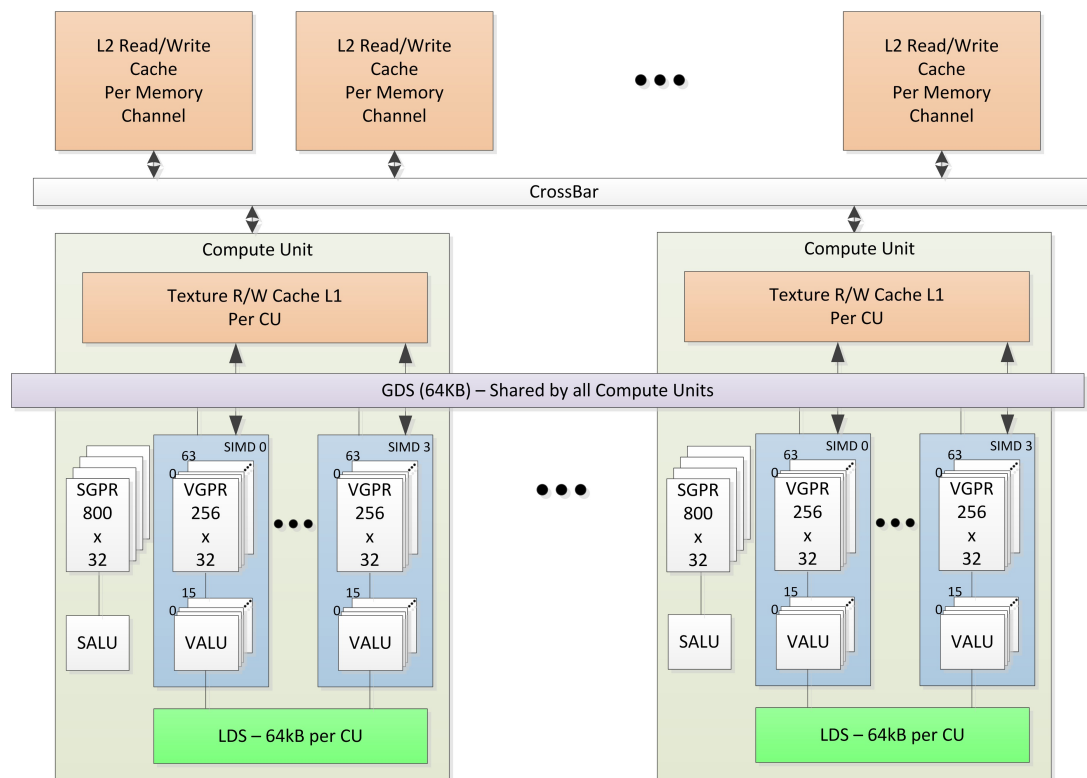 L2 Read/Write
Cache
Per Memory
Channel
L2 Read/Write
Cache
Per Memory
Channel
L2 Read/Write
Cache
Per Memory
Channel
CrossBar
Compute Unit
Texture R/W Cache L1
Per CU
Compute Unit
Texture R/W Cache L1
Per CU
GDS (64KB) – Shared by all Compute Units
SGPR
800
x
32
SALU
SIMD 0
63
0
VGPR
256
x
32
15
0
VALU
SIMD 3
63
0
VGPR
256
x
32
15
0
VALU
LDS – 64kB per CU
SGPR
800
x
32
SALU
SIMD 0
63
0
VGPR
256
x
32
15
0
VALU
SIMD 3
63
0
VGPR
256
x
32
15
0
VALU
LDS – 64kB per CU